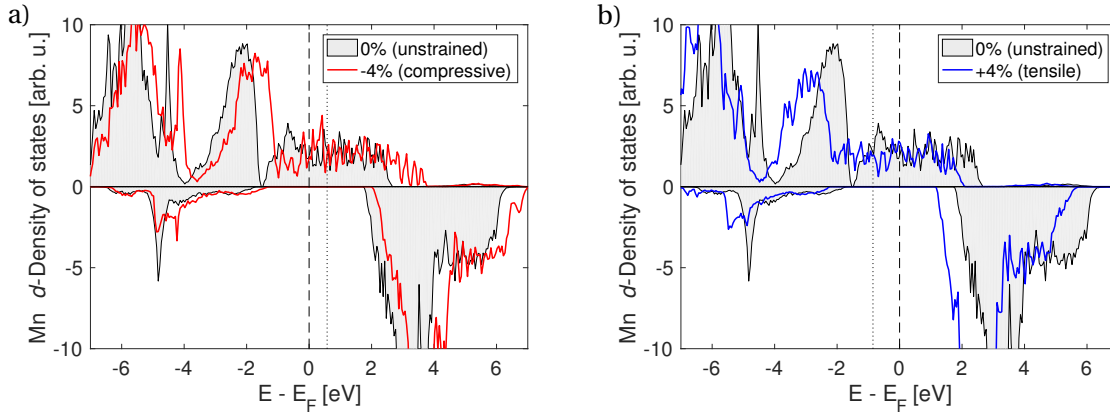 a)
Mn d-Density of states [arb. u.]
10
5
0
-5
-10
0% (unstrained)
-4% (compressive)
-6 -4 -2 0 2 4 6
E - E_F [eV]
b)
Mn d-Density of states [arb. u.]
10
5
0
-5
-10
0% (unstrained)
+4% (tensile)
-6 -4 -2 0 2 4 6
E - E_F [eV]